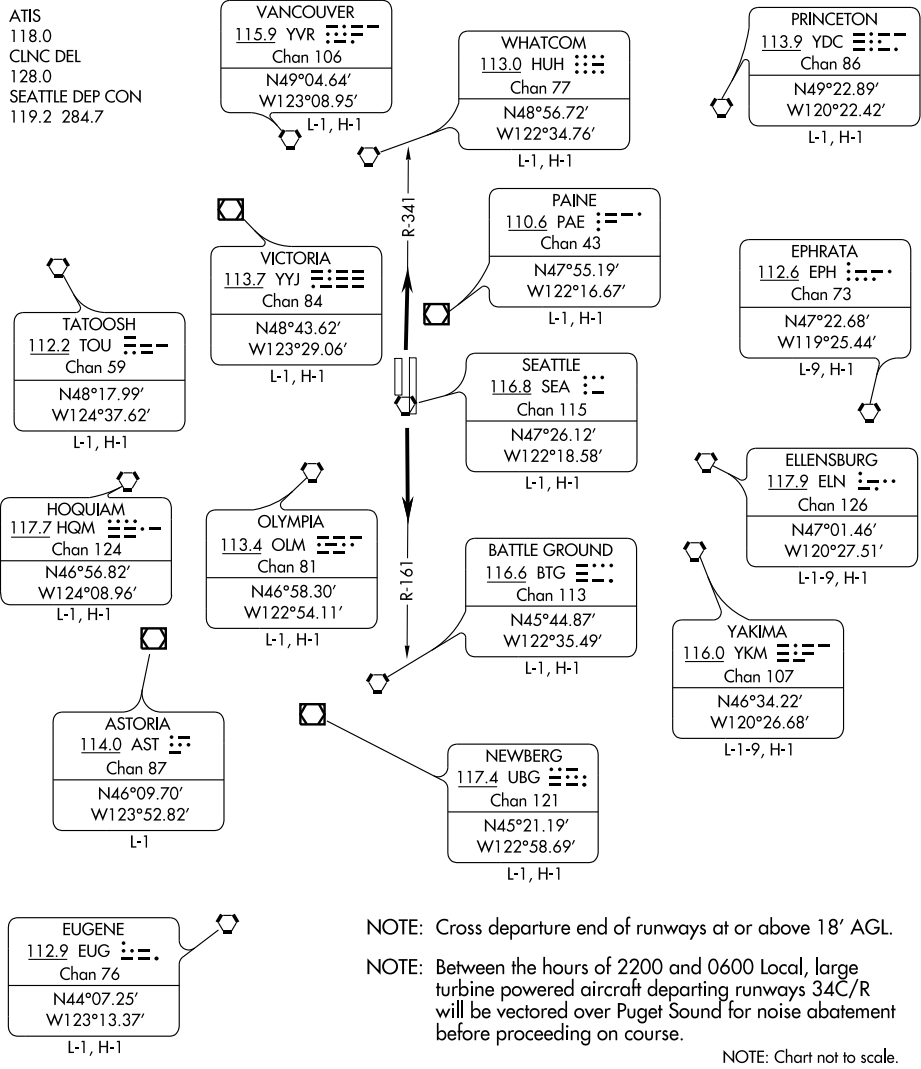 ATIS
118.0
CLNC DEL
128.0
SEATTLE DEP CON
119.2 284.7
VANCOUVER
115.9 YVR
Chan 106
N49°04.64′
W123°08.95′
L-1, H-1
WHATCOM
113.0 HUH
Chan 77
N48°56.72′
W122°34.76′
L-1, H-1
PRINCETON
113.9 YDC
Chan 86
N49°22.89′
W120°22.42′
L-1, H-1
R-341
VICTORIA
113.7 YYJ
Chan 84
N48°43.62′
W123°29.06′
L-1, H-1
PAINE
110.6 PAE
Chan 43
N47°55.19′
W122°16.67′
L-1, H-1
EPHRATA
112.6 EPH
Chan 73
N47°22.68′
W119°25.44′
L-9, H-1
TATOOSH
112.2 TOU
Chan 59
N48°17.99′
W124°37.62′
L-1, H-1
SEATTLE
116.8 SEA
Chan 115
N47°26.12′
W122°18.58′
L-1, H-1
ELLENSBURG
117.9 ELN
Chan 126
N47°01.46′
W120°27.51′
L-1-9, H-1
HOQUIAM
117.7 HQM
Chan 124
N46°56.82′
W124°08.96′
L-1, H-1
OLYMPIA
113.4 OLM
Chan 81
N46°58.30′
W122°54.11′
L-1, H-1
R-161
BATTLE GROUND
116.6 BTG
Chan 113
N45°44.87′
W122°35.49′
L-1, H-1
YAKIMA
116.0 YKM
Chan 107
N46°34.22′
W120°26.68′
L-1-9, H-1
ASTORIA
114.0 AST
Chan 87
N46°09.70′
W123°52.82′
L-1
NEWBERG
117.4 UBG
Chan 121
N45°21.19′
W122°58.69′
L-1, H-1
EUGENE
112.9 EUG
Chan 76
N44°07.25′
W123°13.37′
L-1, H-1
NOTE: Cross departure end of runways at or above 18′ AGL.
NOTE: Between the hours of 2200 and 0600 Local, large
turbine powered aircraft departing runways 34C/R
will be vectored over Puget Sound for noise abatement
before proceeding on course.
NOTE: Chart not to scale.